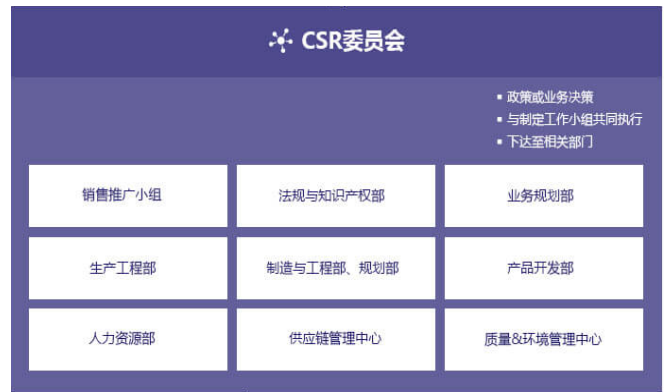 CSR委员会
▪ 政策或业务决策
▪ 与制定工作小组共同执行
▪ 下达至相关部门
销售推广小组
法规与知识产权部
业务规划部
生产工程部
制造与工程部、规划部
产品开发部
人力资源部
供应链管理中心
质量&环境管理中心